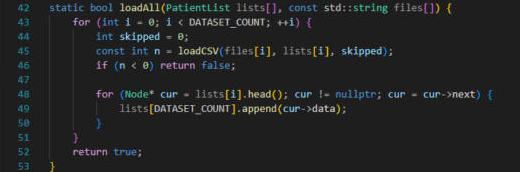 42 static bool loadAll(PatientList lists[], const std::string files[]) {
43     for (int i = 0; i < DATASET_COUNT; ++i) {
44         int skipped = 0;
45         const int n = loadCSV(files[i], lists[i], skipped);
46         if (n < 0) return false;
47
48         for (Node* cur = lists[i].head(); cur != nullptr; cur = cur->next) {
49             lists[DATASET_COUNT].append(cur->data);
50         }
51     }
52     return true;
53 }